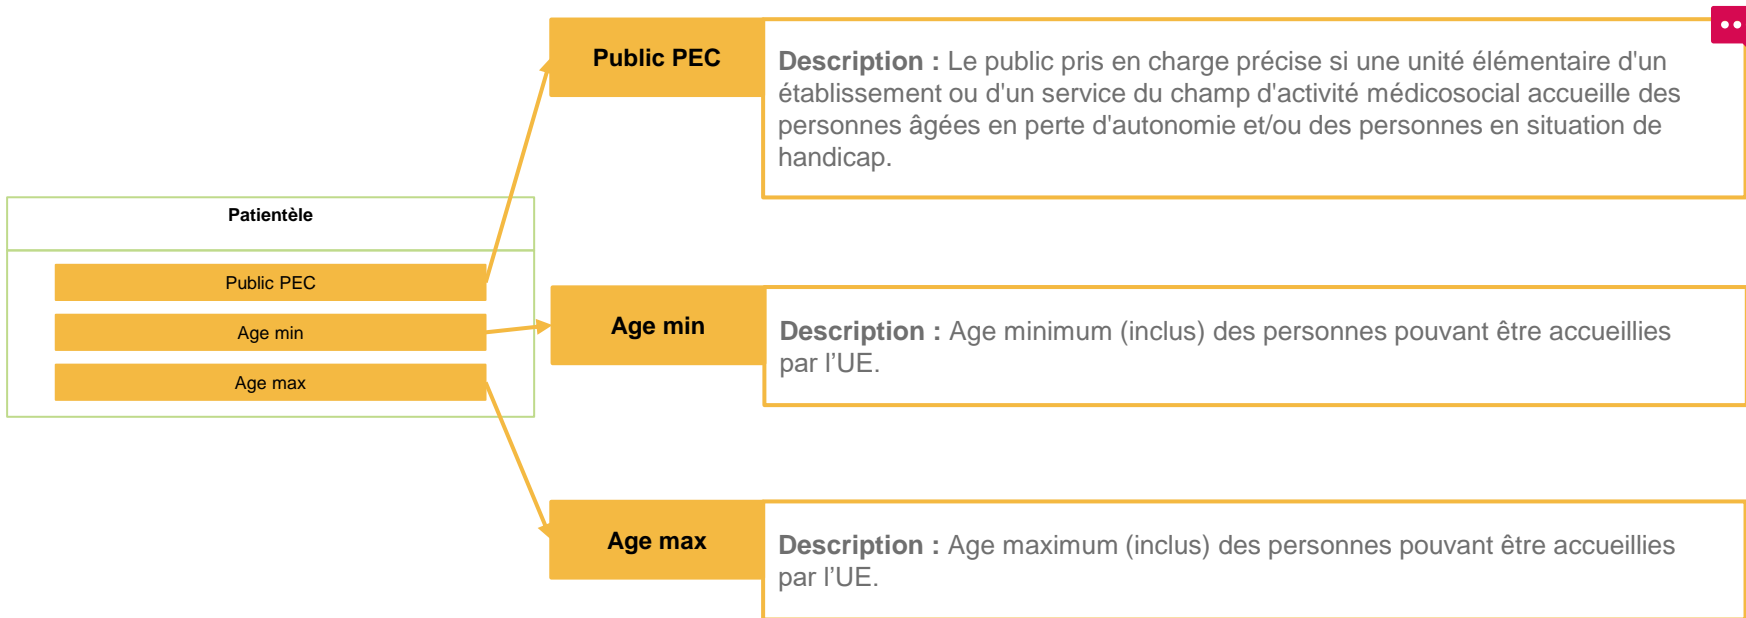 Patientèle
Public PEC
Age min
Age max
Public PEC
Description : Le public pris en charge précise si une unité élémentaire d'un
établissement ou d'un service du champ d'activité médicosocial accueille des
personnes âgées en perte d'autonomie et/ou des personnes en situation de
handicap.
Age min
Description : Age minimum (inclus) des personnes pouvant être accueillies
par l’UE.
Age max
Description : Age maximum (inclus) des personnes pouvant être accueillies
par l’UE.